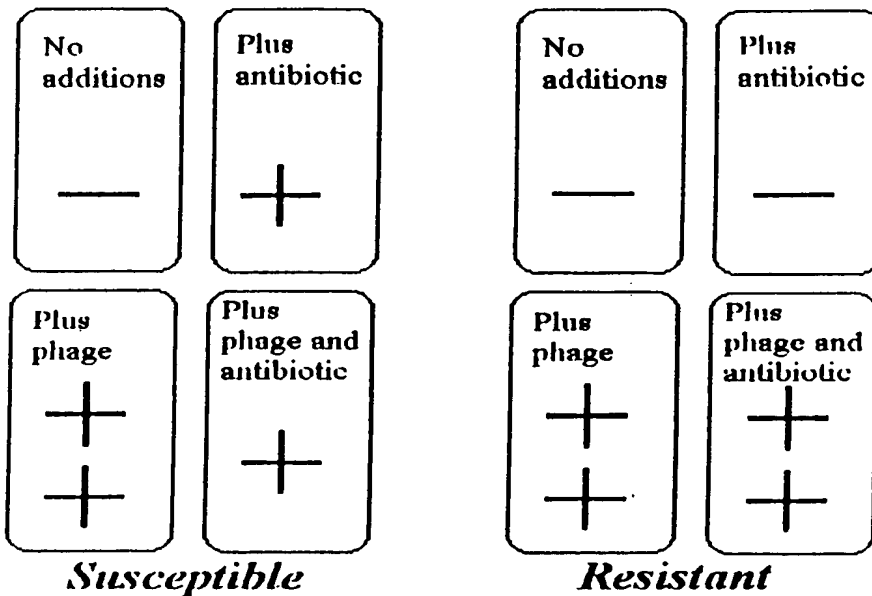 No
additions
Plus
antibiotic
Plus
phage
Plus
phage and
antibiotic
Susceptible
No
additions
Plus
antibiotic
Plus
phage
Plus
phage and
antibiotic
Resistant